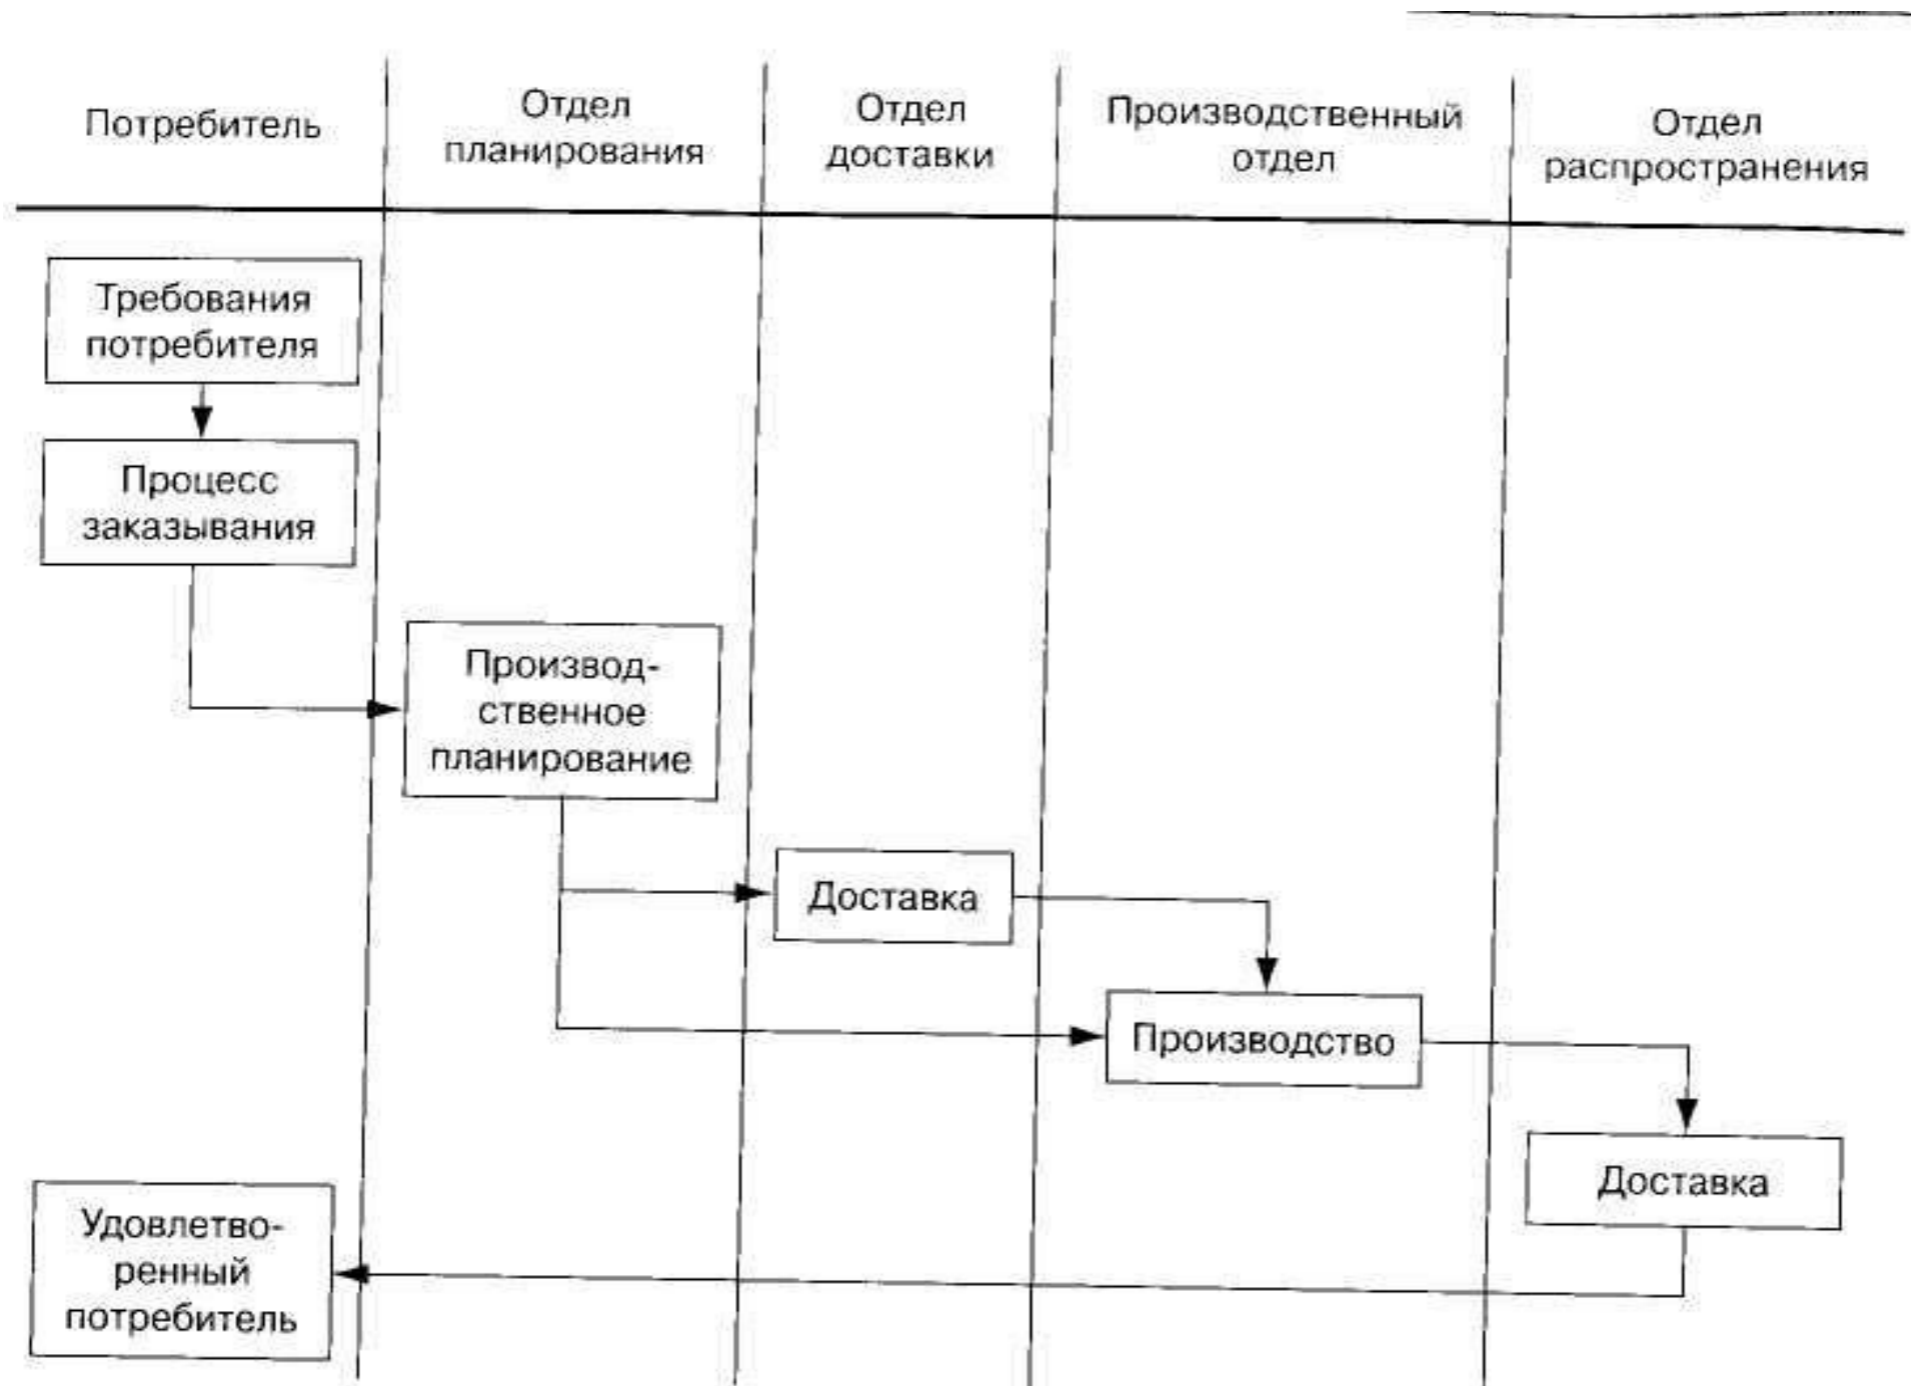 Потребитель
Отдел
планирования
Отдел
доставки
Производственный
отдел
Отдел
распространения
Требования
потребителя
Процесс
заказывания
Производ-
ственное
планирование
Доставка
Производство
Доставка
Удовлетво-
ренный
потребитель